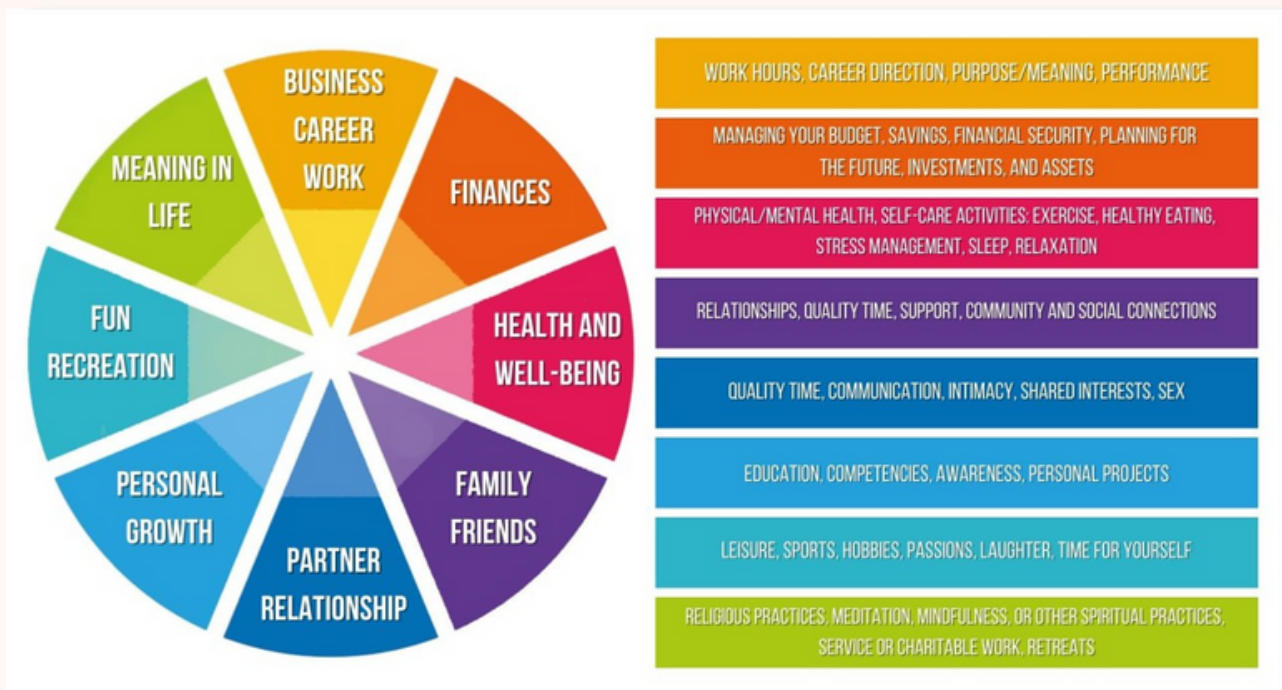 BUSINESS
CAREER
WORK
FINANCES
HEALTH AND
WELL-BEING
FAMILY
FRIENDS
PARTNER
RELATIONSHIP
PERSONAL
GROWTH
FUN
RECREATION
MEANING IN
LIFE
WORK HOURS, CAREER DIRECTION, PURPOSE/MEANING, PERFORMANCE
MANAGING YOUR BUDGET, SAVINGS, FINANCIAL SECURITY, PLANNING FOR
THE FUTURE, INVESTMENTS, AND ASSETS
PHYSICAL/MENTAL HEALTH, SELF-CARE ACTIVITIES: EXERCISE, HEALTHY EATING,
STRESS MANAGEMENT, SLEEP, RELAXATION
RELATIONSHIPS, QUALITY TIME, SUPPORT, COMMUNITY AND SOCIAL CONNECTIONS
QUALITY TIME, COMMUNICATION, INTIMACY, SHARED INTERESTS, SEX
EDUCATION, COMPETENCIES, AWARENESS, PERSONAL PROJECTS
LEISURE, SPORTS, HOBBIES, PASSIONS, LAUGHTER, TIME FOR YOURSELF
RELIGIOUS PRACTICES, MEDITATION, MINDFULNESS, OR OTHER SPIRITUAL PRACTICES,
SERVICE OR CHARITABLE WORK, RETREATS